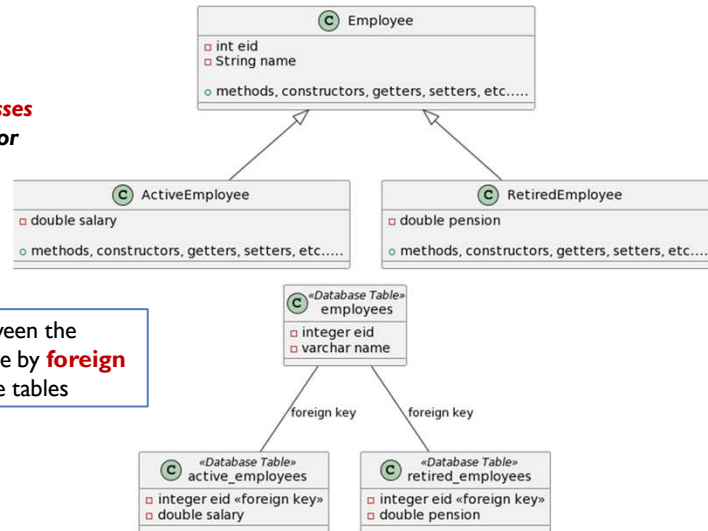 C Employee
int eid
String name
methods, constructors, getters, setters, etc.....
or
C ActiveEmployee
double salary
methods, constructors, getters, setters, etc.....
C RetiredEmployee
double pension
methods, constructors, getters, setters, etc....
C «Database Table»
employees
integer eid
varchar name
the
e by foreign
e tables
foreign key
foreign key
C «Database Table»
active_employees
integer eid «foreign key»
double salary
C «Database Table»
retired_employees
integer eid «foreign key»
double pension